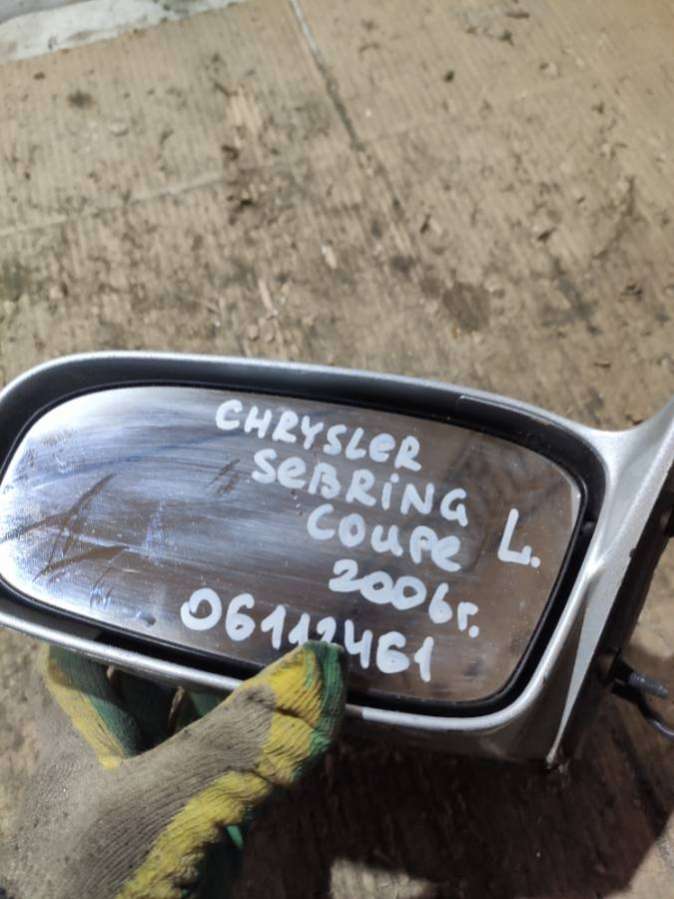 CHRYSLER
SEBRING
COUPE L.
2006г.
06112461